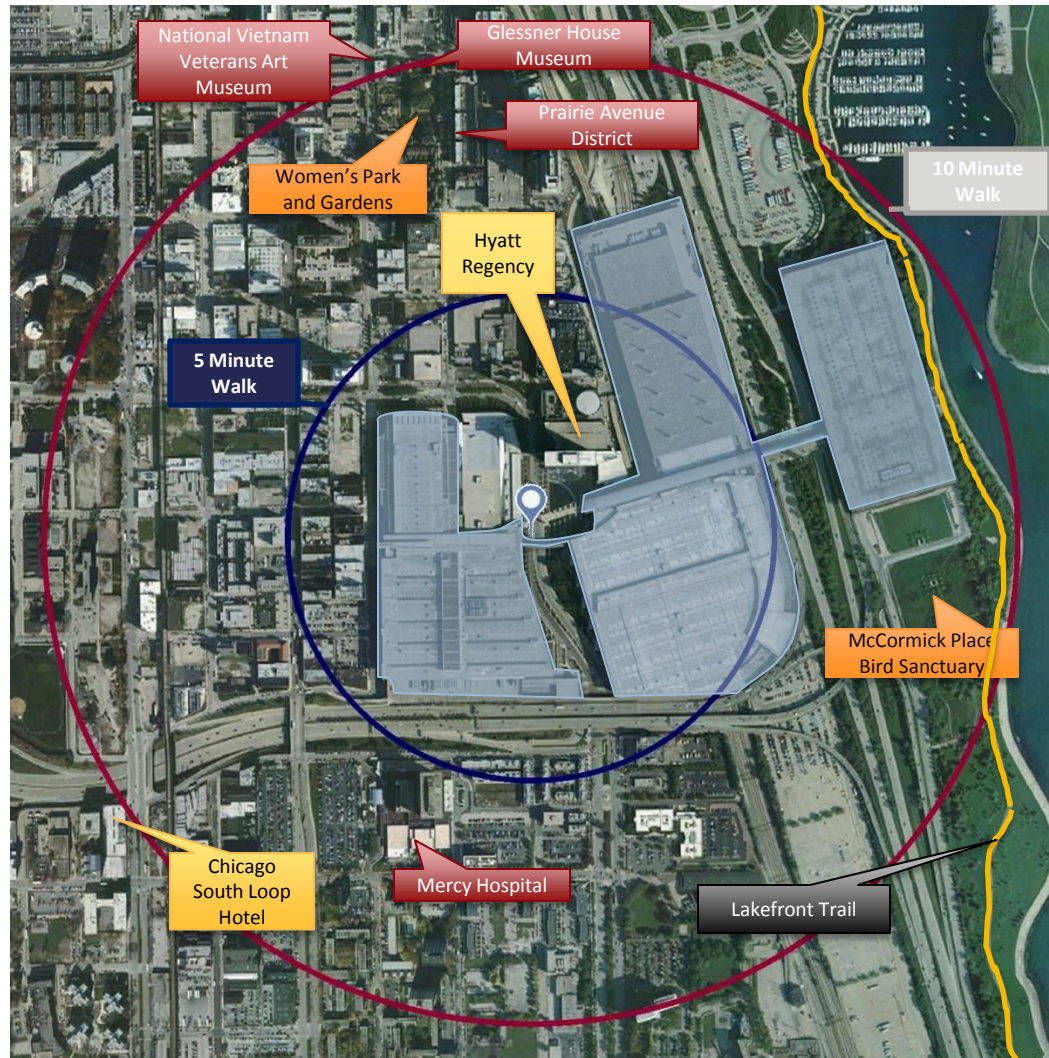 National Vietnam
Veterans Art
Museum
Glessner House
Museum
Prairie Avenue
District
Women's Park
and Gardens
10 Minute
Walk
Hyatt
Regency
5 Minute
Walk
McCormick Place
Bird Sanctuary
Chicago
South Loop
Hotel
Mercy Hospital
Lakefront Trail